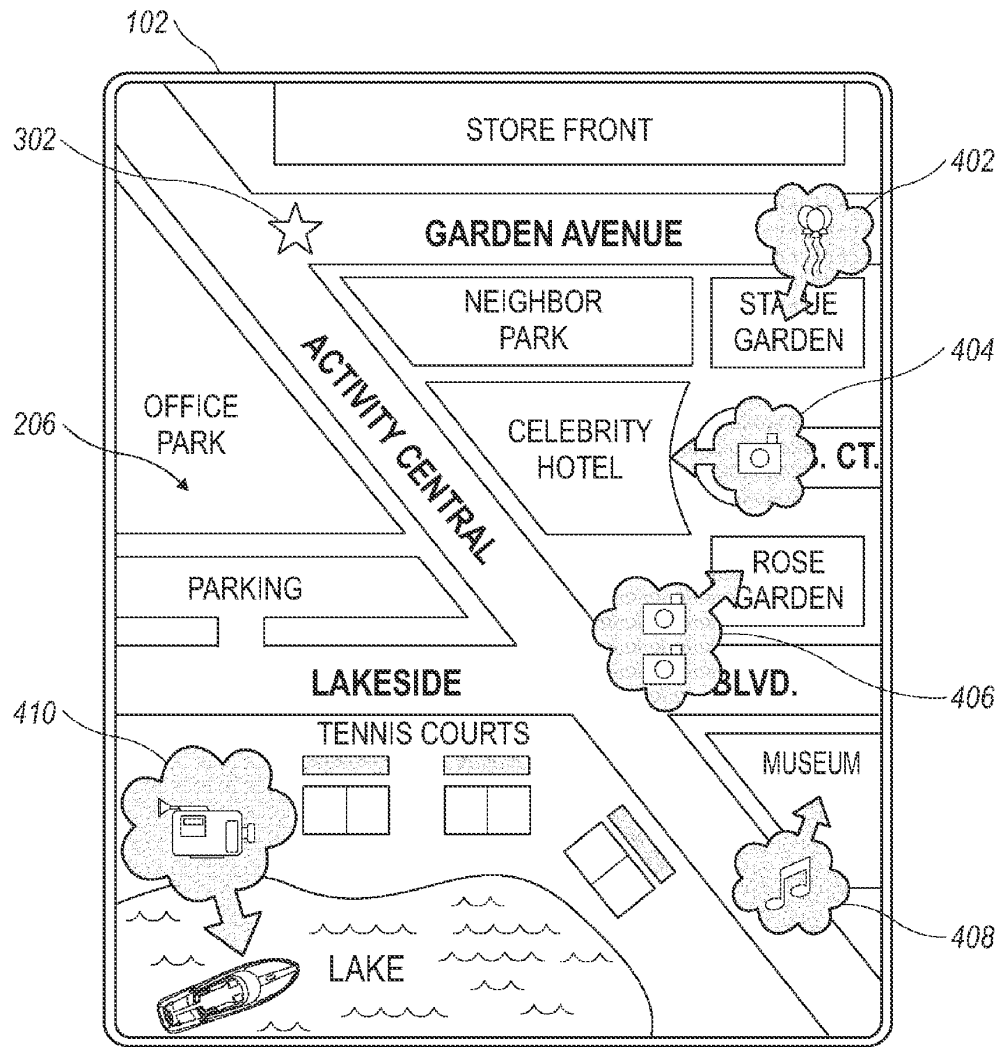 102
STORE FRONT
302
402
GARDEN AVENUE
NEIGHBOR
PARK
GARDEN
404
ACTIVITY CENTRAL
OFFICE
PARK
CELEBRITY
HOTEL
CT.
206
PARKING
ROSE
GARDEN
LAKESIDE
BLVD.
406
410
TENNIS COURTS
MUSEUM
LAKE
408